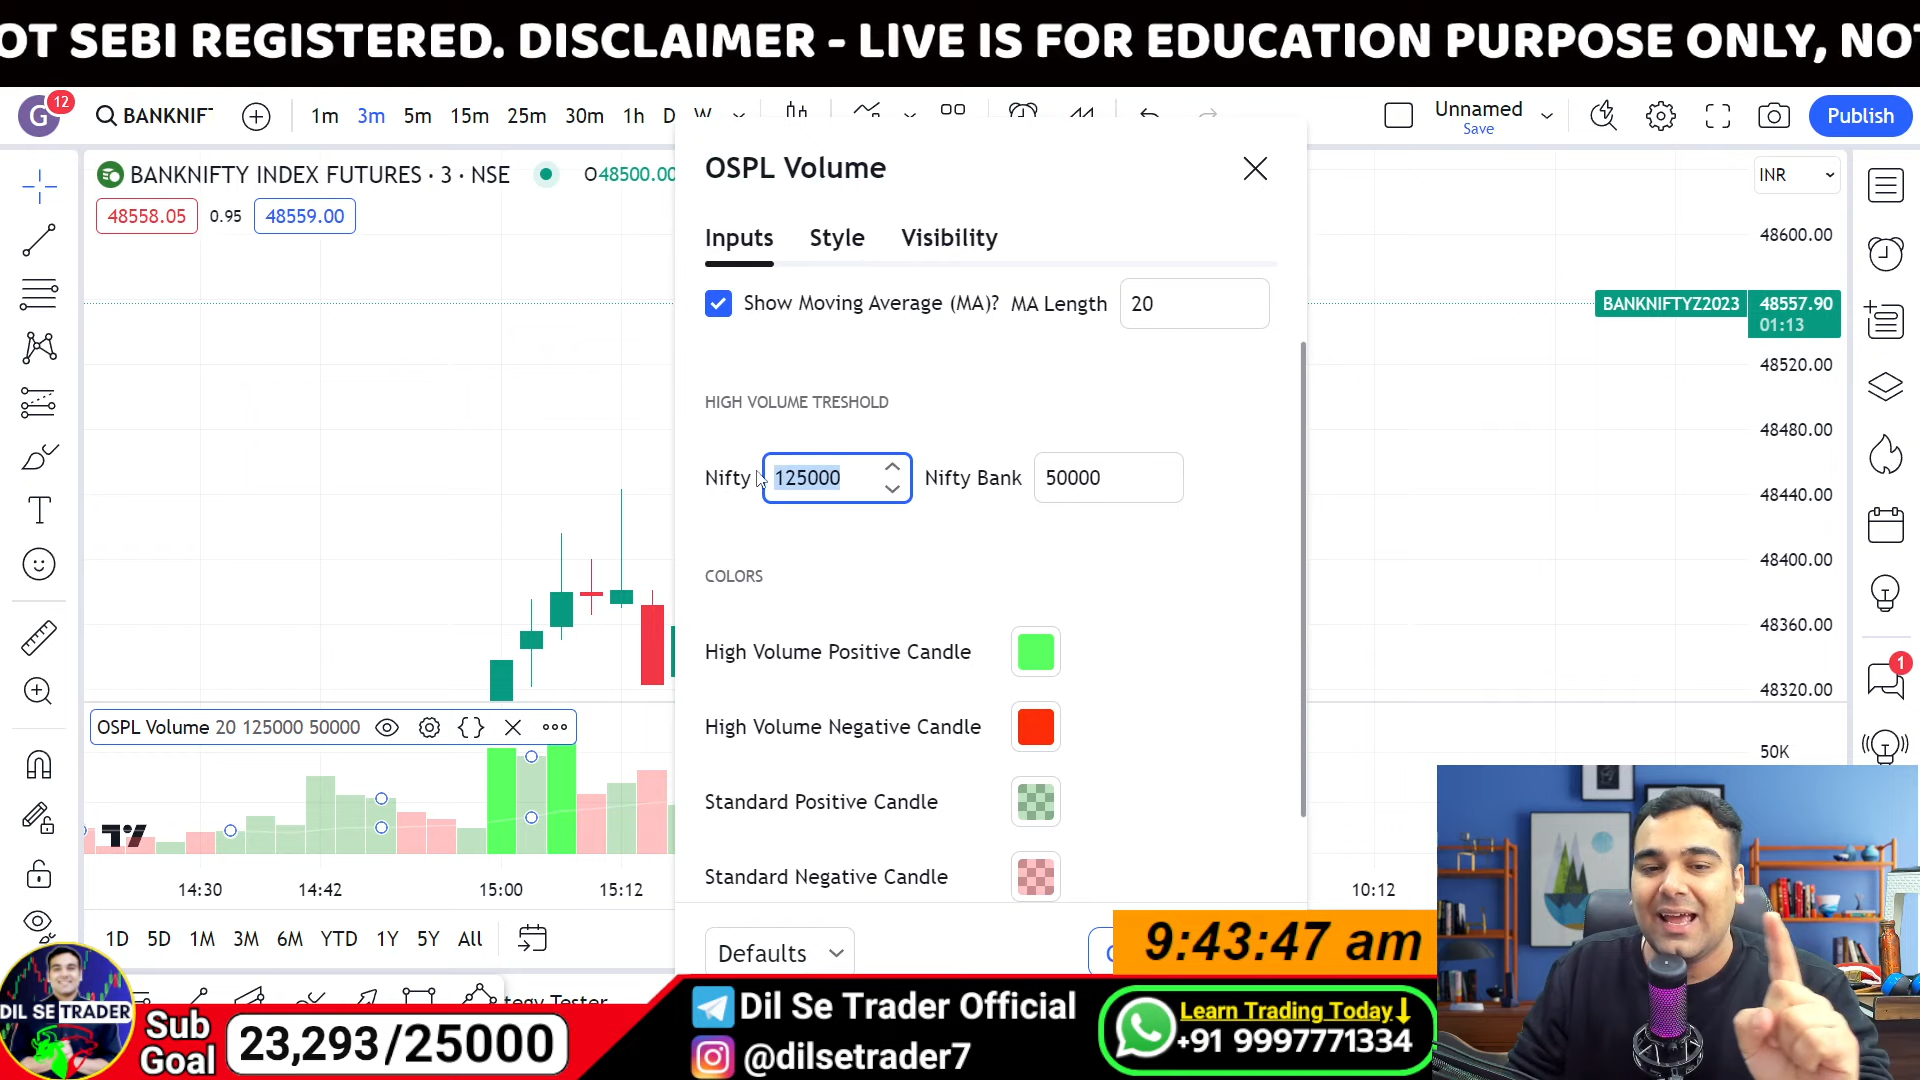 OT SEBI REGISTERED. DISCLAIMER - LIVE IS FOR EDUCATION PURPOSE ONLY, NO
G 12 BANKNIF 1m 3m 5m 15m 25m 30m 1h D W Unnamed Publish
Save
BANKNIFTY INDEX FUTURES · 3 · NSE O48500.00 INR
48558.05 0.95 48559.00
OSPL Volume
Inputs Style Visibility
Show Moving Average (MA)? MA Length 20
HIGH VOLUME TRESHOLD
Nifty 125000 Nifty Bank 50000
COLORS
High Volume Positive Candle
High Volume Negative Candle
Standard Positive Candle
Standard Negative Candle
Defaults
48600.00
BANKNIFTYZ2023 48557.90
01:13
48520.00
48480.00
48440.00
48400.00
48360.00
48320.00
50K
1
OSPL Volume 20 125000 50000
14:30 14:42 15:00 15:12 10:12
1D 5D 1M 3M 6M YTD 1Y 5Y All
tegy Tester
9:43:47 am
DIL SE TRADER
Sub
Goal
23,293/25000
Dil Se Trader Official
@dilsetrader7
Learn Trading Today
+91 9997771334